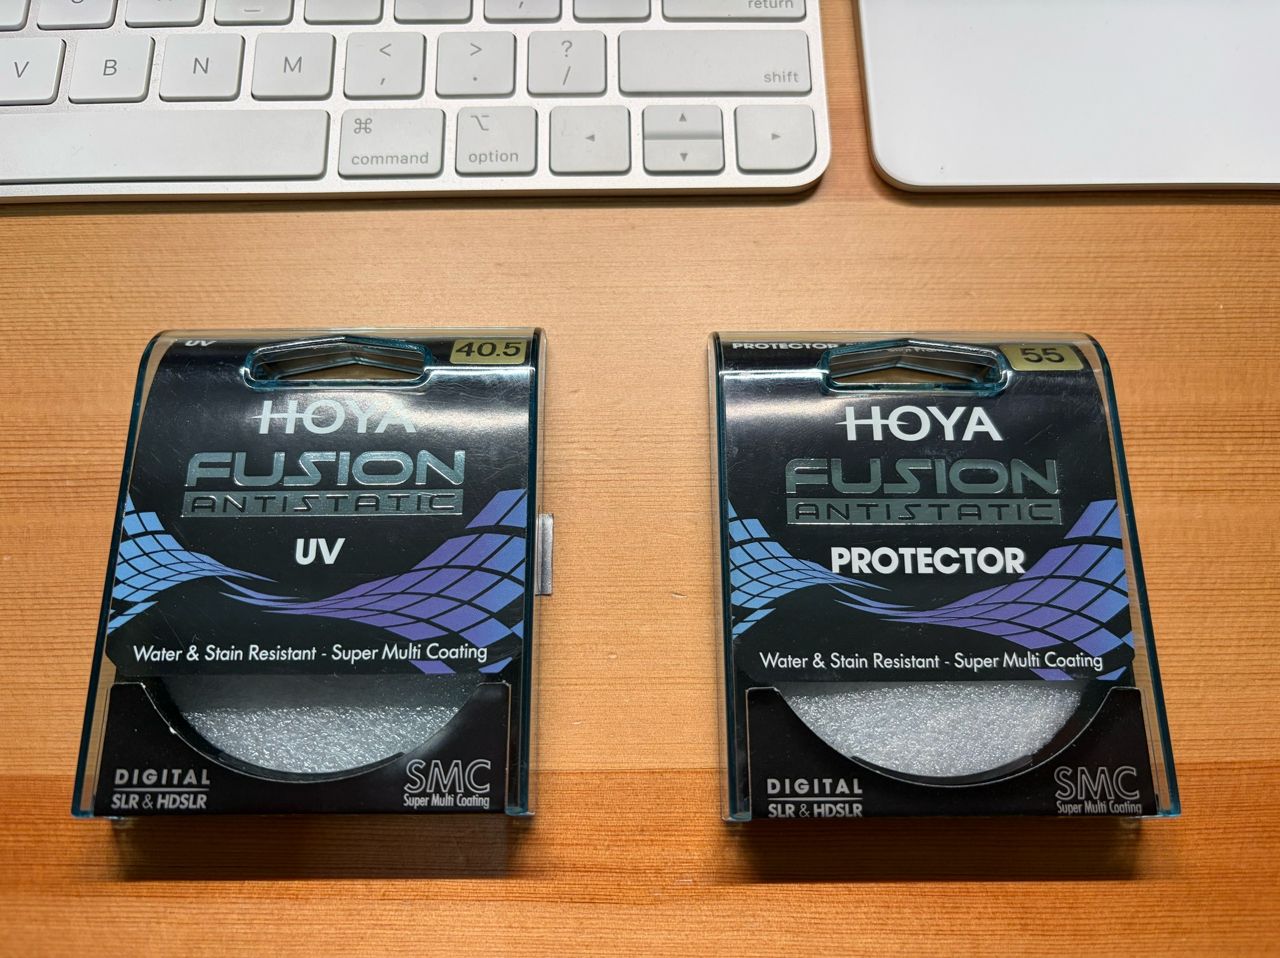 return
V B N M < , > . ? / shift
⌘ command ⌥ option ◄ ▲ ▼ ►
UV 40.5
HOYA
FUSION
ANTISTATIC
UV
Water & Stain Resistant - Super Multi Coating
DIGITAL
SLR & HDSLR
SMC
Super Multi Coating
PROTECTOR 55
HOYA
FUSION
ANTISTATIC
PROTECTOR
Water & Stain Resistant - Super Multi Coating
DIGITAL
SLR & HDSLR
SMC
Super Multi Coating